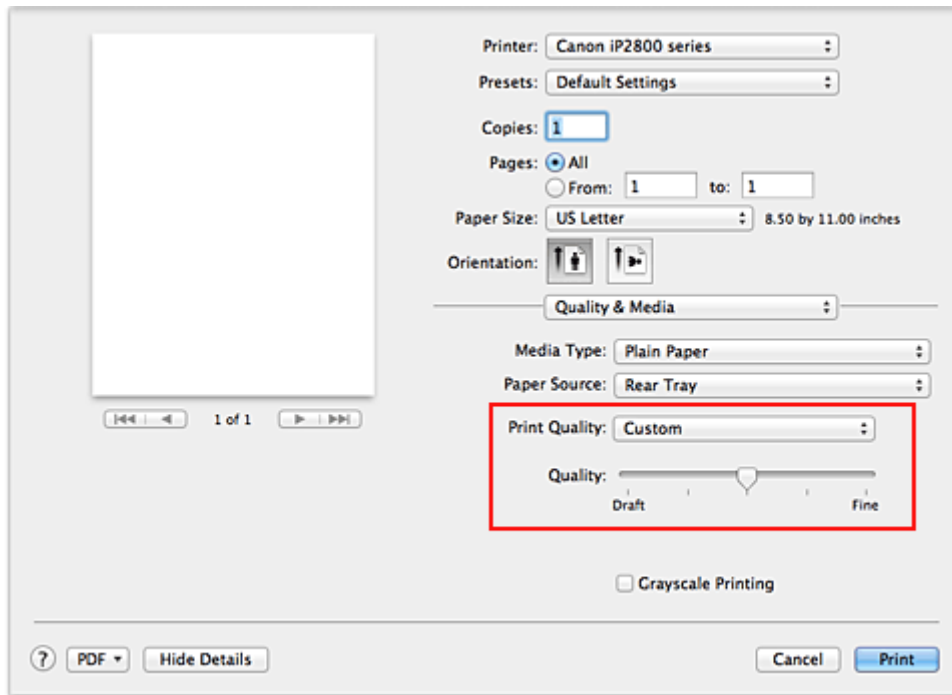 Printer: Canon iP2800 series
Presets: Default Settings
Copies: 1
Pages: All
From: 1 to: 1
Paper Size: US Letter 8.50 by 11.00 inches
Orientation:
Quality & Media
Media Type: Plain Paper
Paper Source: Rear Tray
1 of 1
Print Quality: Custom
Quality:
Draft Fine
Grayscale Printing
? PDF Hide Details Cancel Print